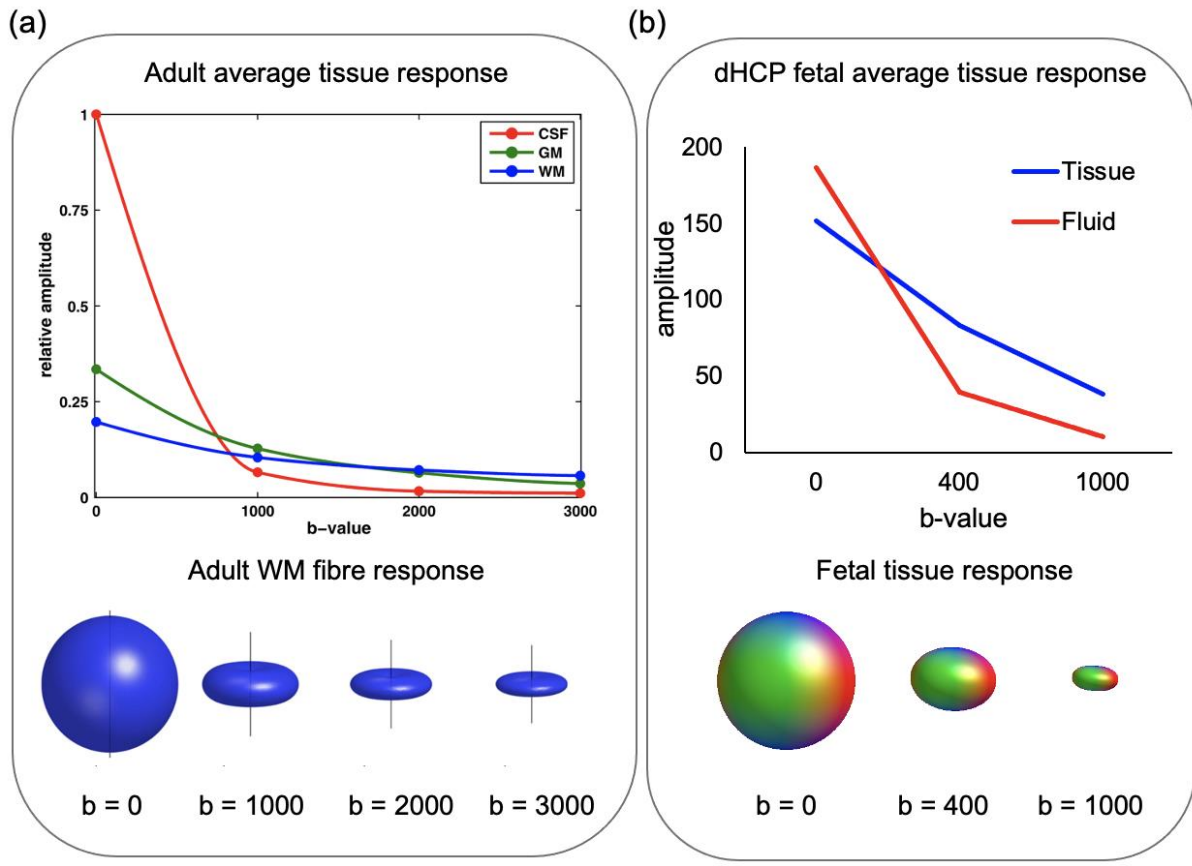 (a)
Adult average tissue response
1
0.75
0.5
0.25
0
relative amplitude
CSF
GM
WM
0 1000 2000 3000
b-value
Adult WM fibre response
b = 0 b = 1000 b = 2000 b = 3000
(b)
dHCP fetal average tissue response
200
150
100
50
0
amplitude
Tissue
Fluid
0 400 1000
b-value
Fetal tissue response
b = 0 b = 400 b = 1000